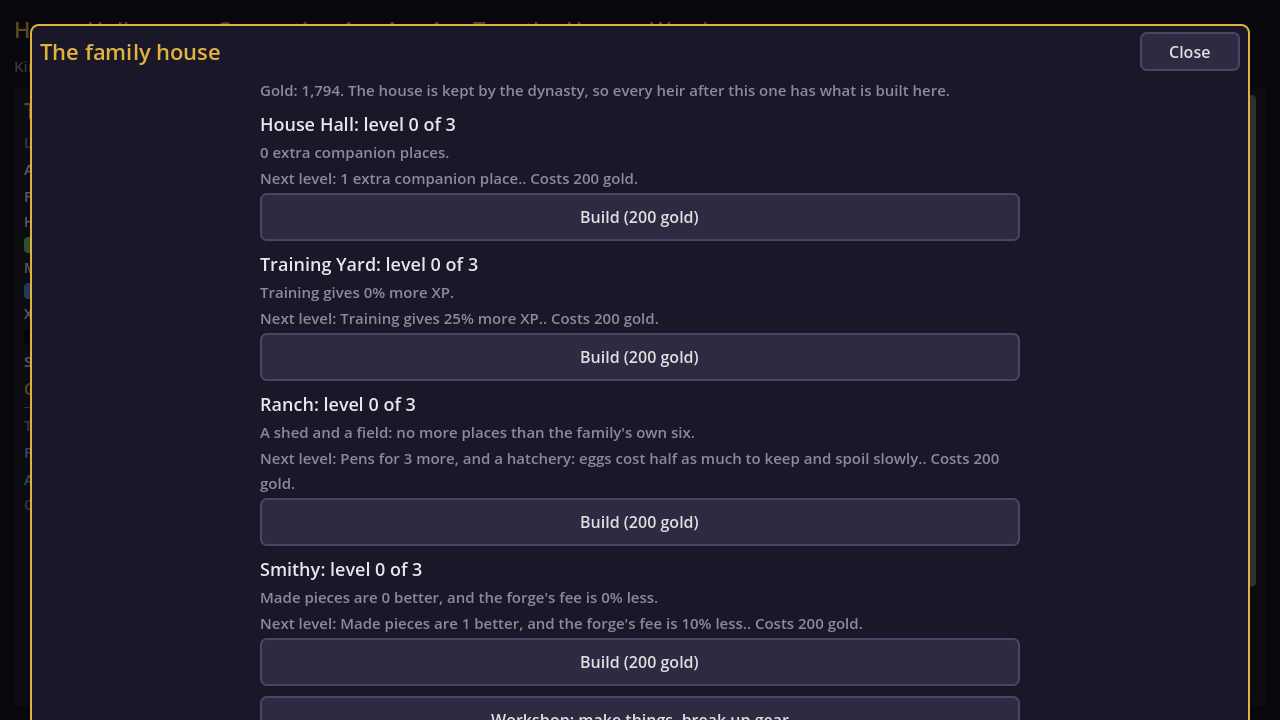 The family house
Close
Gold: 1,794. The house is kept by the dynasty, so every heir after this one has what is built here.
House Hall: level 0 of 3
0 extra companion places.
Next level: 1 extra companion place.. Costs 200 gold.
Build (200 gold)
Training Yard: level 0 of 3
Training gives 0% more XP.
Next level: Training gives 25% more XP.. Costs 200 gold.
Build (200 gold)
Ranch: level 0 of 3
A shed and a field: no more places than the family's own six.
Next level: Pens for 3 more, and a hatchery: eggs cost half as much to keep and spoil slowly.. Costs 200
gold.
Build (200 gold)
Smithy: level 0 of 3
Made pieces are 0 better, and the forge's fee is 0% less.
Next level: Made pieces are 1 better, and the forge's fee is 10% less.. Costs 200 gold.
Build (200 gold)
Workshop: make things, break up gear